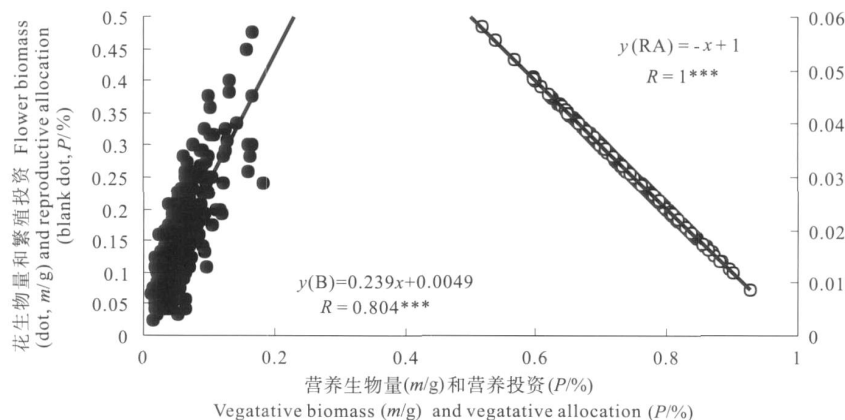 花生物量和繁殖投资 Flower biomass
(dot, m/g) and reproductive allocation
(blank dot, P/%)
0.5
0.45
0.4
0.35
0.3
0.25
0.2
0.15
0.1
0.05
0
0.06
0.05
0.04
0.03
0.02
0.01
0
y(RA) = -x + 1
R = 1***
y(B)=0.239x+0.0049
R = 0.804***
0 0.2 0.4 0.6 0.8 1
营养生物量(m/g)和营养投资(P/%)
Vegatative biomass (m/g) and vegatative allocation (P/%)